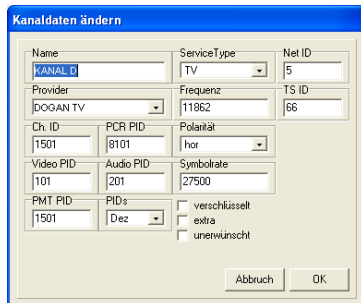 Kanaldaten ändern
Name
ServiceType
Net ID
KANAL D
TV
5
Provider
Frequenz
TS ID
DOGAN TV
11862
66
Ch. ID
PCR PID
Polarität
1501
8101
hor
Video PID
Audio PID
Symbolrate
101
201
27500
PMT PID
PIDs
verschlüsselt
1501
Dez
extra
unerwünscht
Abbruch
OK